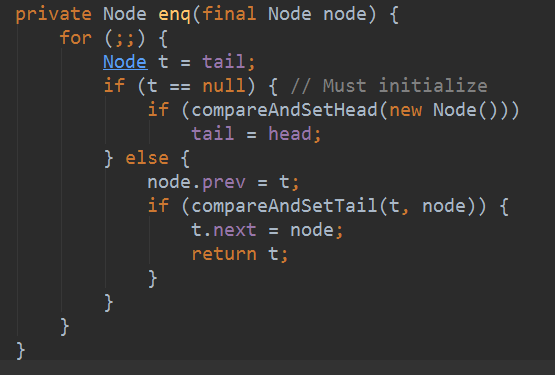 private Node enq(final Node node) {
    for (;;) {
        Node t = tail;
        if (t == null) { // Must initialize
            if (compareAndSetHead(new Node()))
                tail = head;
        } else {
            node.prev = t;
            if (compareAndSetTail(t, node)) {
                t.next = node;
                return t;
            }
        }
    }
}